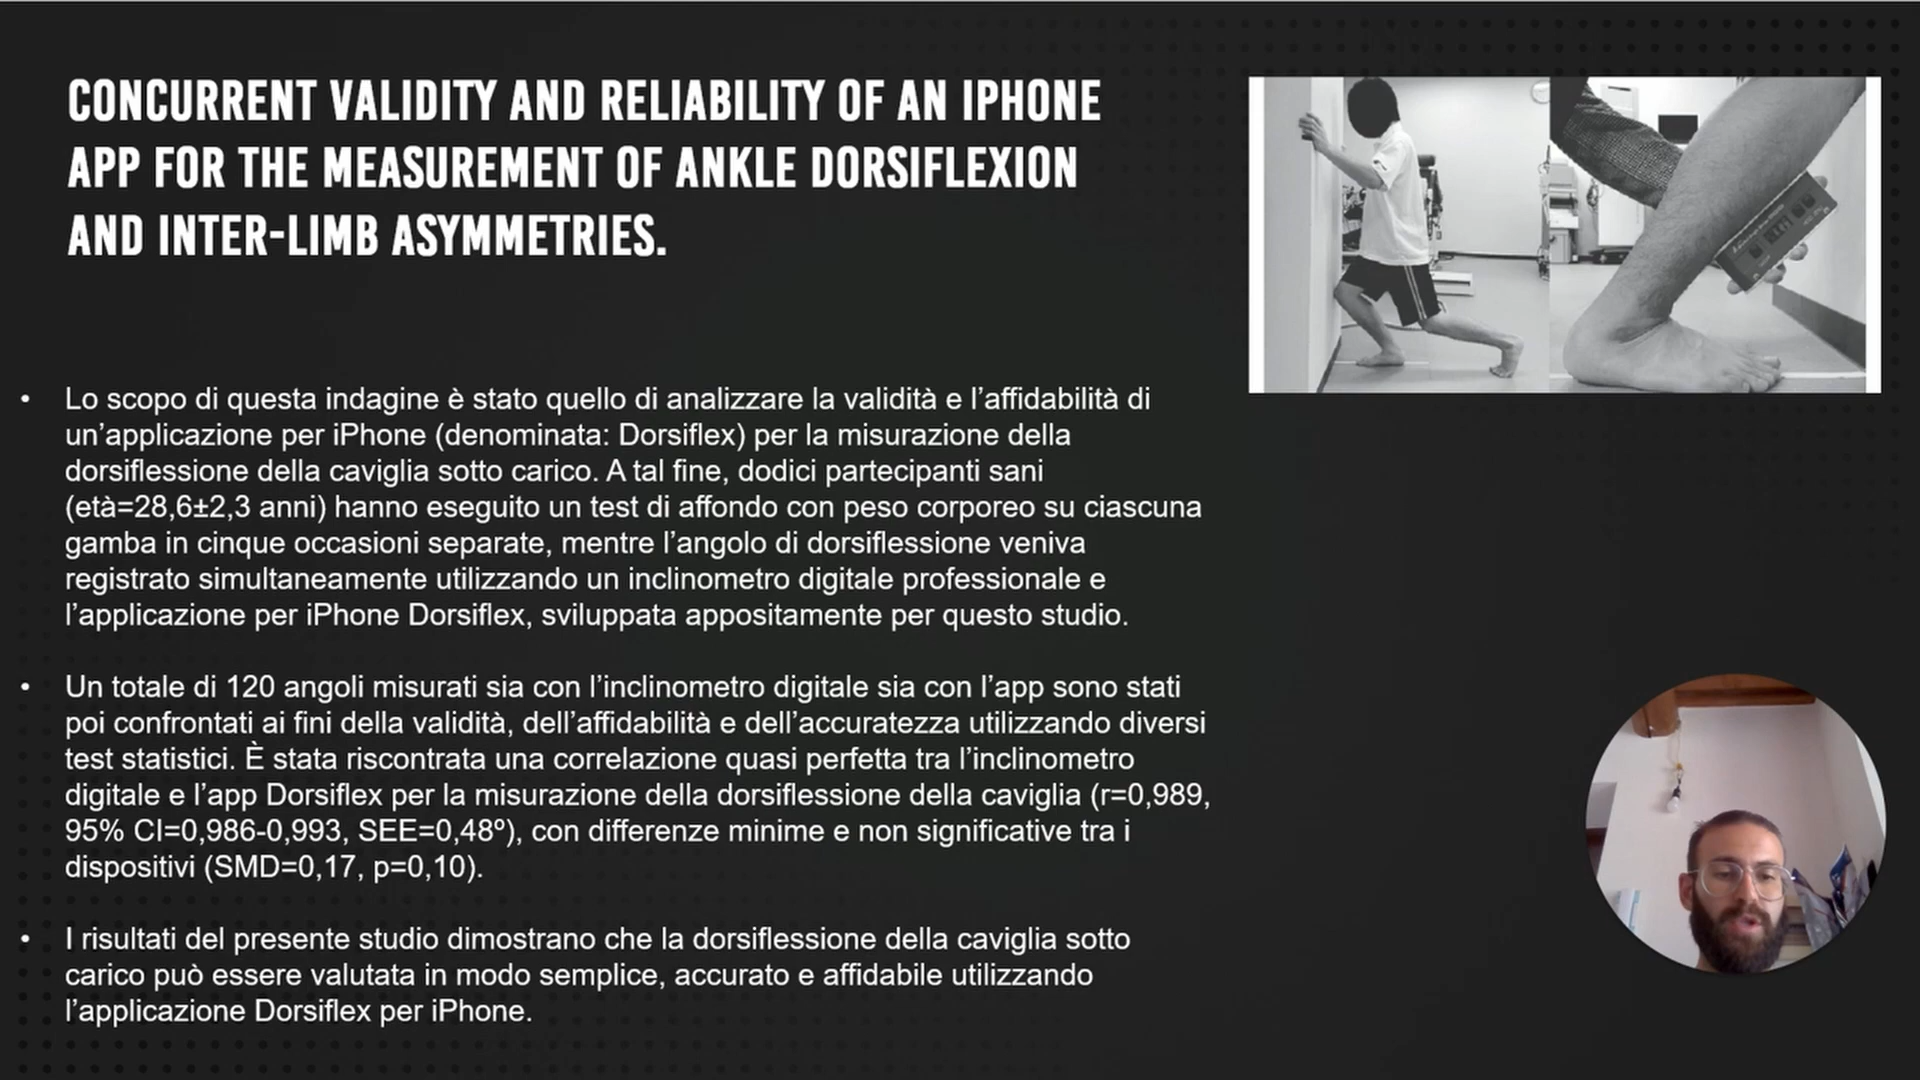 CONCURRENT VALIDITY AND RELIABILITY OF AN IPHONE
APP FOR THE MEASUREMENT OF ANKLE DORSIFLEXION
AND INTER-LIMB ASYMMETRIES.
• Lo scopo di questa indagine è stato quello di analizzare la validità e l’affidabilità di
un’applicazione per iPhone (denominata: Dorsiflex) per la misurazione della
dorsiflessione della caviglia sotto carico. A tal fine, dodici partecipanti sani
(età=28,6±2,3 anni) hanno eseguito un test di affondo con peso corporeo su ciascuna
gamba in cinque occasioni separate, mentre l’angolo di dorsiflessione veniva
registrato simultaneamente utilizzando un inclinometro digitale professionale e
l’applicazione per iPhone Dorsiflex, sviluppata appositamente per questo studio.
• Un totale di 120 angoli misurati sia con l’inclinometro digitale sia con l’app sono stati
poi confrontati ai fini della validità, dell’affidabilità e dell’accuratezza utilizzando diversi
test statistici. È stata riscontrata una correlazione quasi perfetta tra l’inclinometro
digitale e l’app Dorsiflex per la misurazione della dorsiflessione della caviglia (r=0,989,
95% CI=0,986-0,993, SEE=0,48º), con differenze minime e non significative tra i
dispositivi (SMD=0,17, p=0,10).
• I risultati del presente studio dimostrano che la dorsiflessione della caviglia sotto
carico può essere valutata in modo semplice, accurato e affidabile utilizzando
l’applicazione Dorsiflex per iPhone.